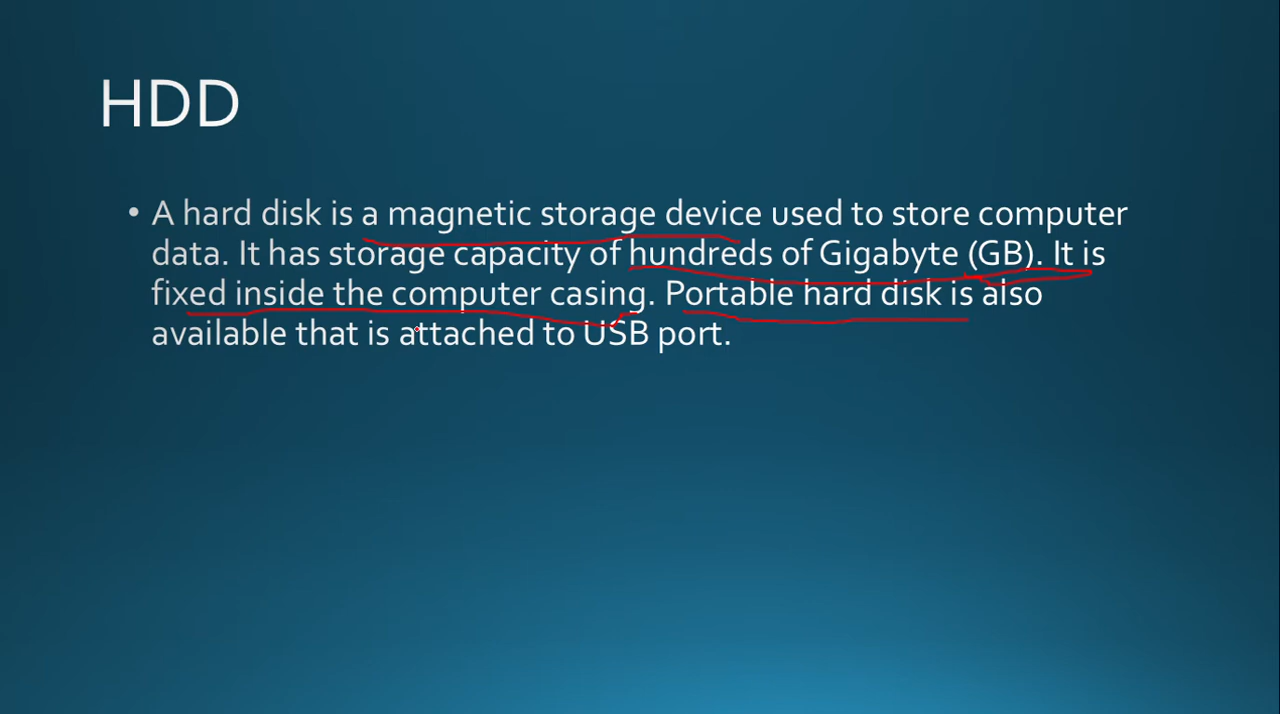 HDD
• A hard disk is a magnetic storage device used to store computer
data. It has storage capacity of hundreds of Gigabyte (GB). It is
fixed inside the computer casing. Portable hard disk is also
available that is attached to USB port.